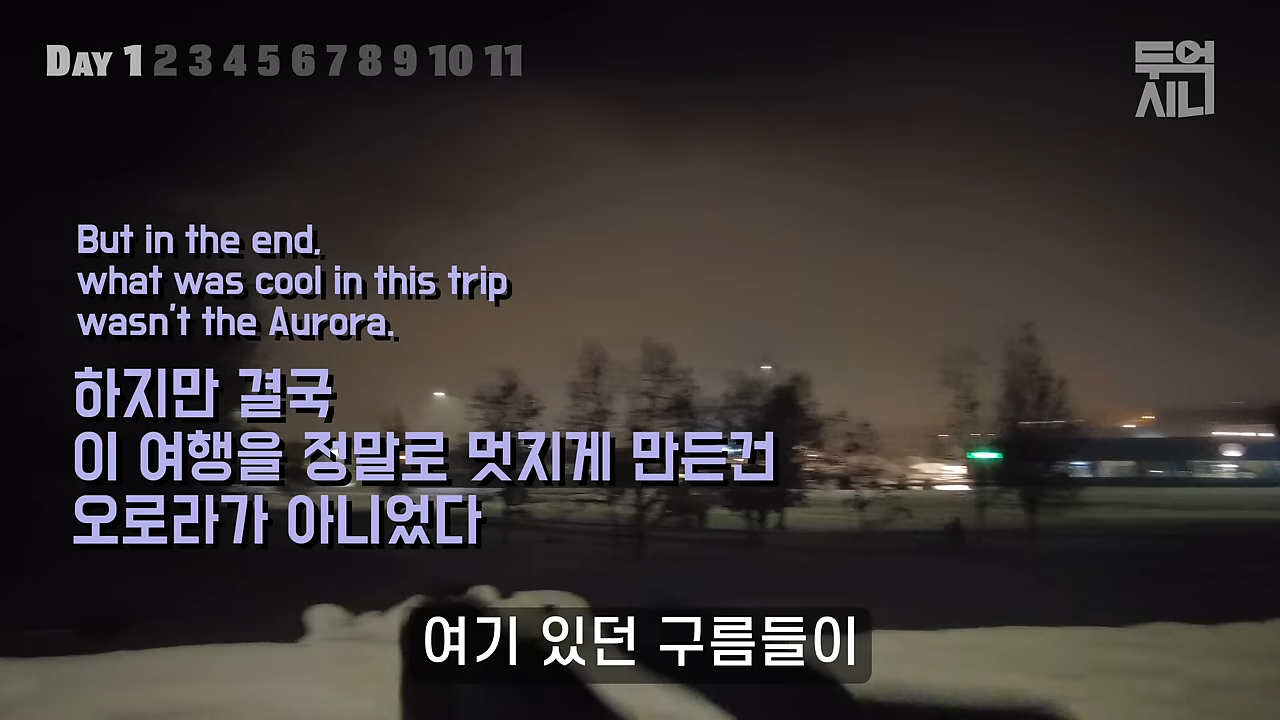 DAY 1 2 3 4 5 6 7 8 9 10 11
두어
시니
But in the end,
what was cool in this trip
wasn't the Aurora.
하지만 결국
이 여행을 정말로 멋지게 만든건
오로라가 아니었다
여기 있던 구름들이